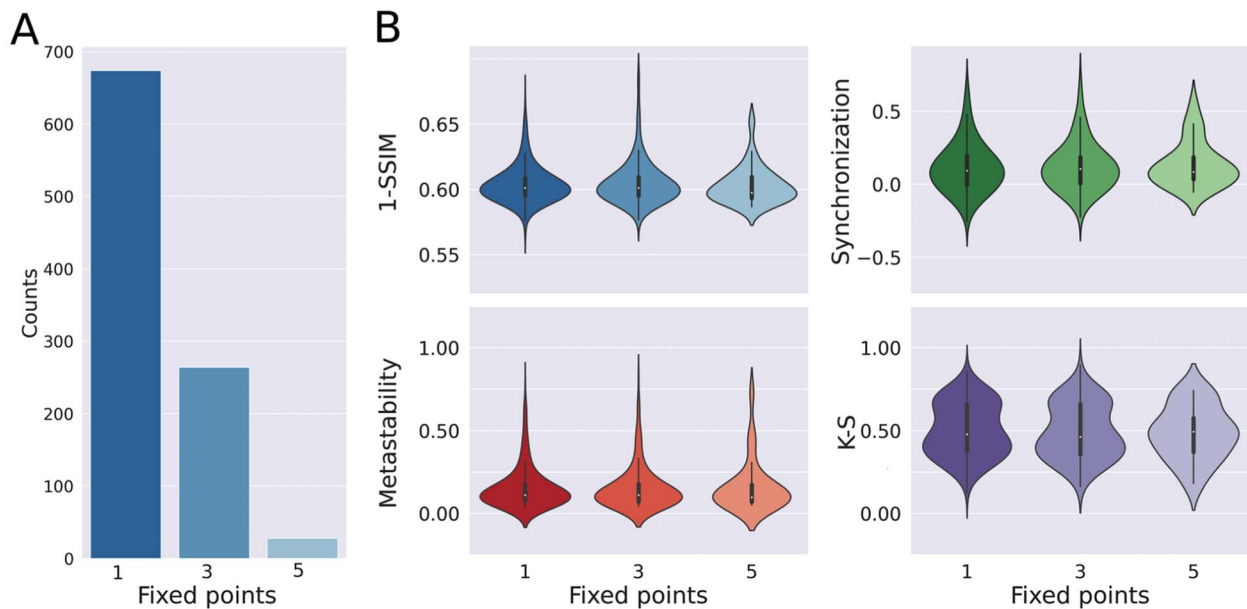 A
B
700
600
500
400
300
200
100
0
Counts
1
3
5
Fixed points
1-SSIM
0.65
0.60
0.55
Synchronization
0.5
0.0
−0.5
Metastability
1.00
0.50
0.00
1
3
5
Fixed points
K-S
1.00
0.50
0.00
1
3
5
Fixed points